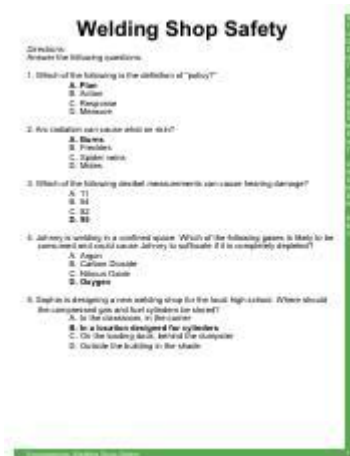 Welding Shop Safety
Directions:
Answer the following questions.
1. Which of the following is the definition of "policy?"
A. Plan
B. Action
C. Response
D. Measure
2. Arc radiation can cause what on skin?
A. Burns
B. Freckles
C. Spider veins
D. Moles
3. Which of the following decibel measurements can cause hearing damage?
A. 71
B. 84
C. 82
D.
4. Johnny is welding in a confined space. Which of the following gases is likely to be
consumed and could cause Johnny to suffocate if it is completely depleted?
A. Argon
B. Carbon Dioxide
C. Nitrous Oxide
D. Oxygen
5. Sophia is designing a new welding shop for the local high school. Where should
the compressed gas and fuel cylinders be stored?
A. In the classroom, in the corner
B. In a location designed for cylinders
C. On the loading dock, behind the dumpster
D. Outside the building in the shade